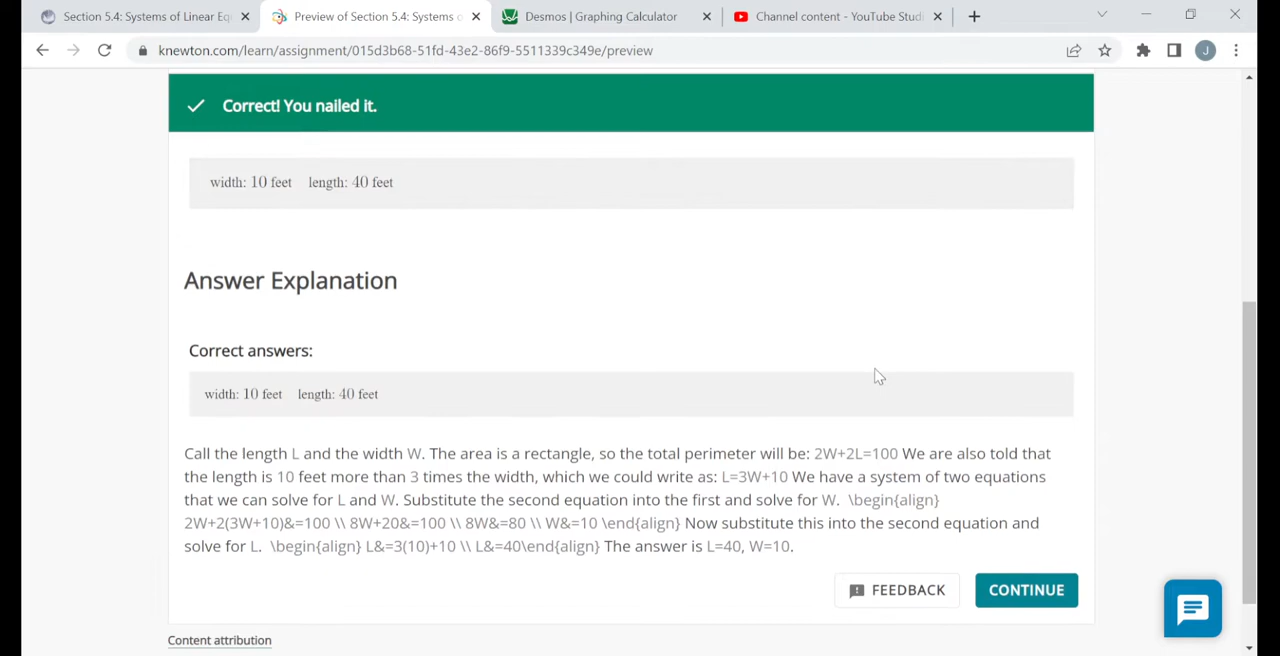 Section 5.4: Systems of Linear Eq
Preview of Section 5.4: Systems o
Desmos | Graphing Calculator
Channel content - YouTube Studi
knewton.com/learn/assignment/015d3b68-51fd-43e2-86f9-5511339c349e/preview
J
Correct! You nailed it.
width: 10 feet length: 40 feet
Answer Explanation
Correct answers:
width: 10 feet length: 40 feet
Call the length L and the width W. The area is a rectangle, so the total perimeter will be: 2W+2L=100 We are also told that
the length is 10 feet more than 3 times the width, which we could write as: L=3W+10 We have a system of two equations
that we can solve for L and W. Substitute the second equation into the first and solve for W. \begin{align}
2W+2(3W+10)&=100 \\ 8W+20&=100 \\ 8W&=80 \\ W&=10 \end{align} Now substitute this into the second equation and
solve for L. \begin{align} L&=3(10)+10 \\ L&=40\end{align} The answer is L=40, W=10.
FEEDBACK
CONTINUE
Content attribution